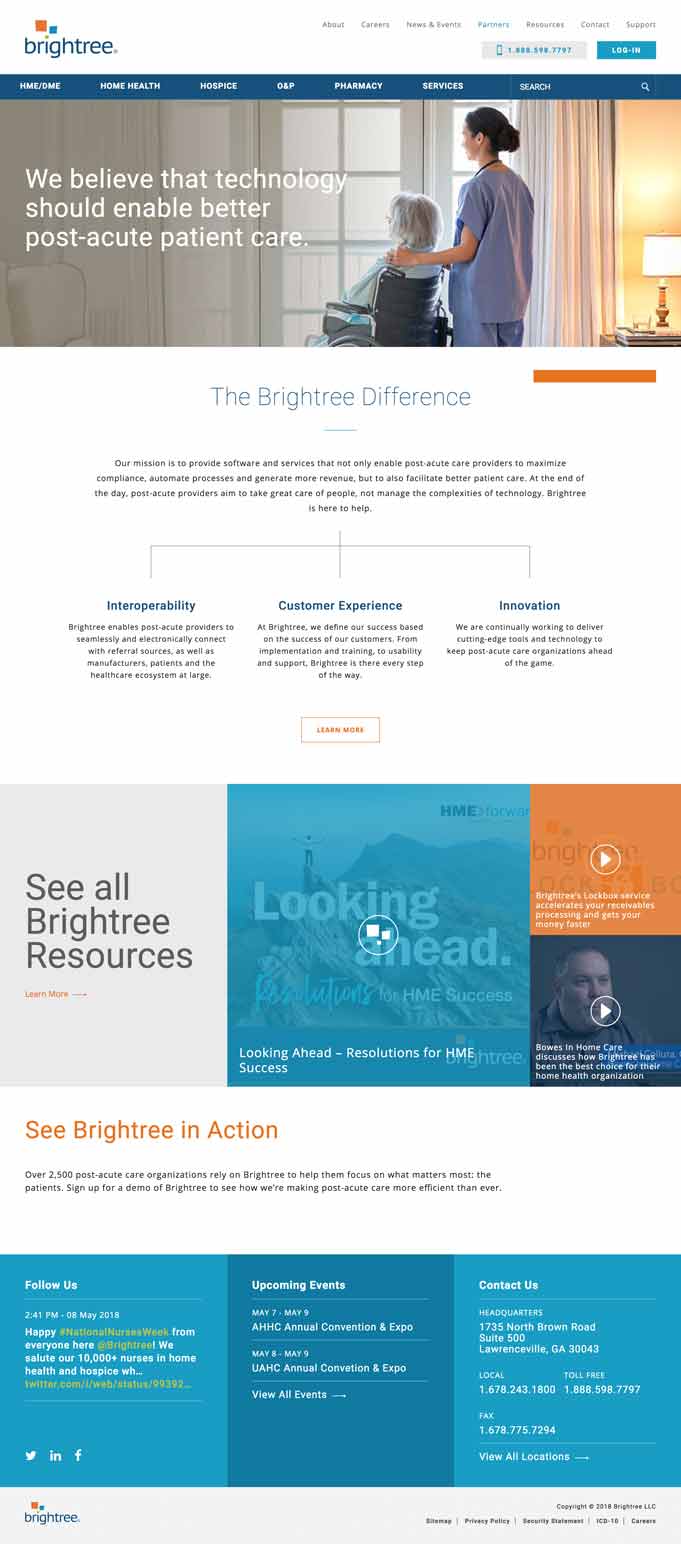 About Careers News & Events Partners Resources Contact Support
brightree®
1.888.598.7797 LOG-IN
HME/DME HOME HEALTH HOSPICE O&P PHARMACY SERVICES SEARCH
We believe that technology
should enable better
post-acute patient care.
The Brightree Difference
Our mission is to provide software and services that not only enable post-acute care providers to maximize
compliance, automate processes and generate more revenue, but to also facilitate better patient care. At the end of
the day, post-acute providers aim to take great care of people, not manage the complexities of technology. Brightree
is here to help.
Interoperability
Brightree enables post-acute providers to
seamlessly and electronically connect
with referral sources, as well as
manufacturers, patients and the
healthcare ecosystem at large.
Customer Experience
At Brightree, we define our success based
on the success of our customers. From
implementation and training, to usability
and support, Brightree is there every step
of the way.
Innovation
We are continually working to deliver
cutting-edge tools and technology to
keep post-acute care organizations ahead
of the game.
LEARN MORE
See all
Brightree
Resources
Learn More
HME>forwar
Looking
ahead.
Resolutions for HME Success
brightree.
Looking Ahead – Resolutions for HME
Success
brightree
Brightree's Lockbox service
accelerates your receivables
processing and gets your
money faster
Bowes In Home Care
discusses how Brightree has
been the best choice for their
home health organization
See Brightree in Action
Over 2,500 post-acute care organizations rely on Brightree to help them focus on what matters most: the
patients. Sign up for a demo of Brightree to see how we're making post-acute care more efficient than ever.
Follow Us
2:41 PM - 08 May 2018
Happy #NationalNursesWeek from
everyone here @Brightree! We
salute our 10,000+ nurses in home
health and hospice wh...
twitter.com/i/web/status/99392...
Upcoming Events
MAY 7 - MAY 9
AHHC Annual Convention & Expo
MAY 8 - MAY 9
UAHC Annual Convetion & Expo
View All Events
Contact Us
HEADQUARTERS
1735 North Brown Road
Suite 500
Lawrenceville, GA 30043
LOCAL TOLL FREE
1.678.243.1800 1.888.598.7797
FAX
1.678.775.7294
View All Locations
brightree.
Copyright © 2018 Brightree LLC
Sitemap | Privacy Policy | Security Statement | ICD-10 | Careers